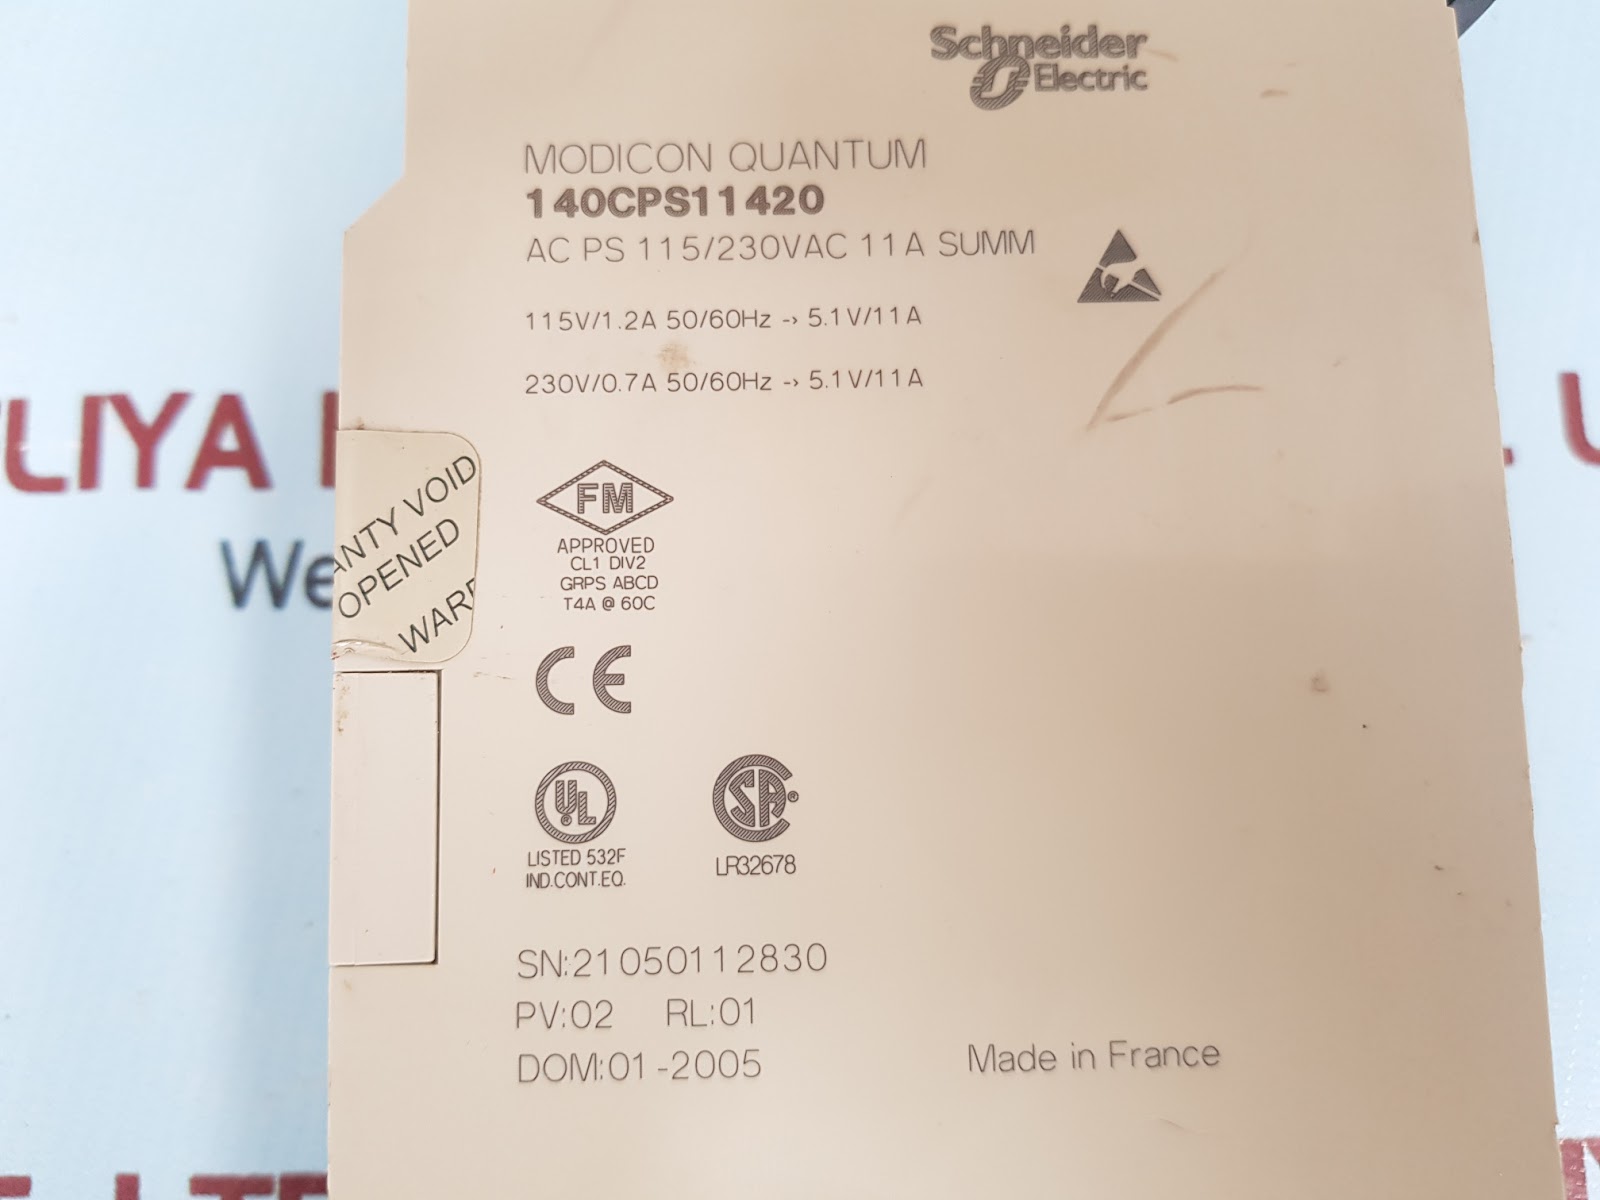 Schneider
Electric
MODICON QUANTUM
140CPS11420
AC PS 115/230VAC 11A SUMM
115V/1.2A 50/60Hz -> 5.1V/11A
230V/0.7A 50/60Hz -> 5.1V/11A
LIYA
We
ANTY VOID
OPENED
WARR
FM
APPROVED
CL1 DIV2
GRPS ABCD
T4A @ 60C
CE
UL
®
LISTED 532F
IND.CONT.EQ.
SA®
LR32678
SN:21050112830
PV:02 RL:01
DOM:01-2005
Made in France